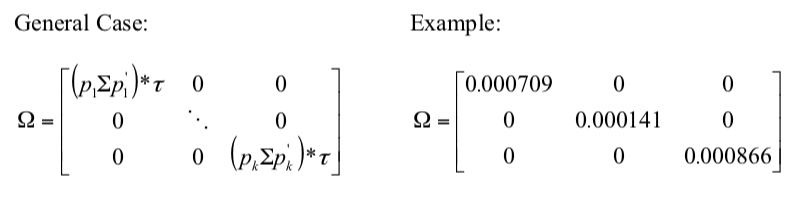 General Case: Example:
(p₁Σp₁')*τ 0 0 0.000709 0 0
Ω = 0 ⋱ 0 Ω = 0 0.000141 0
0 0 (pₖΣpₖ')*τ 0 0 0.000866